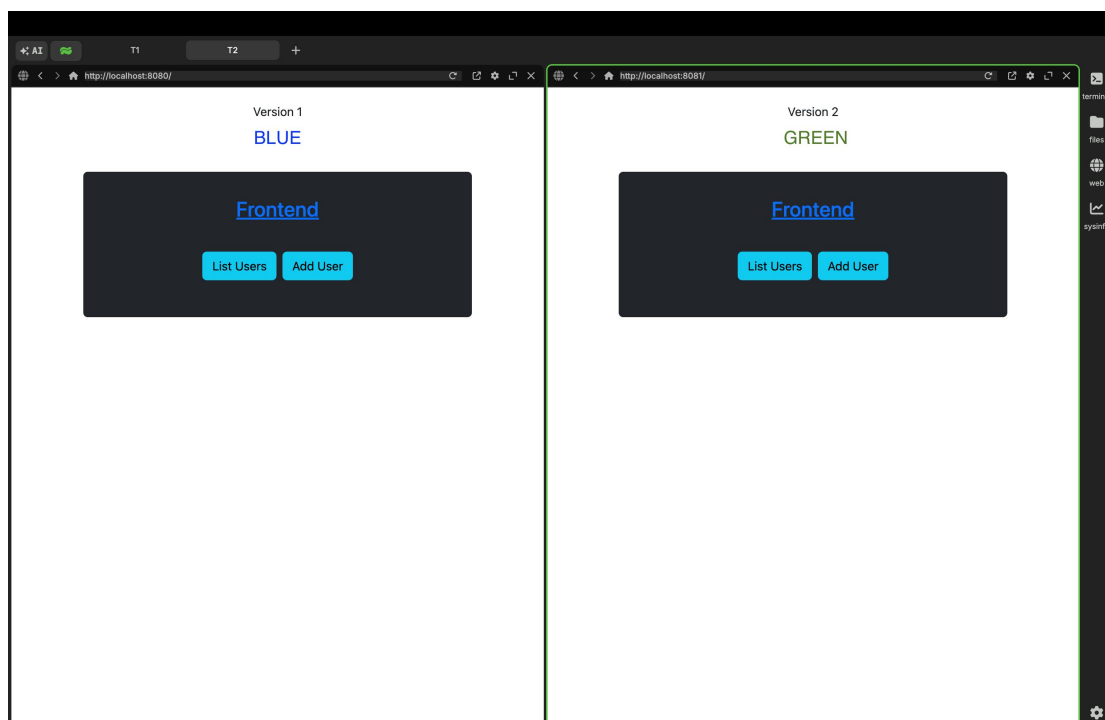 AI
T1
T2
http://localhost:8080/
Version 1
BLUE
Frontend
List Users
Add User
http://localhost:8081/
Version 2
GREEN
Frontend
List Users
Add User
termin
files
web
sysinf